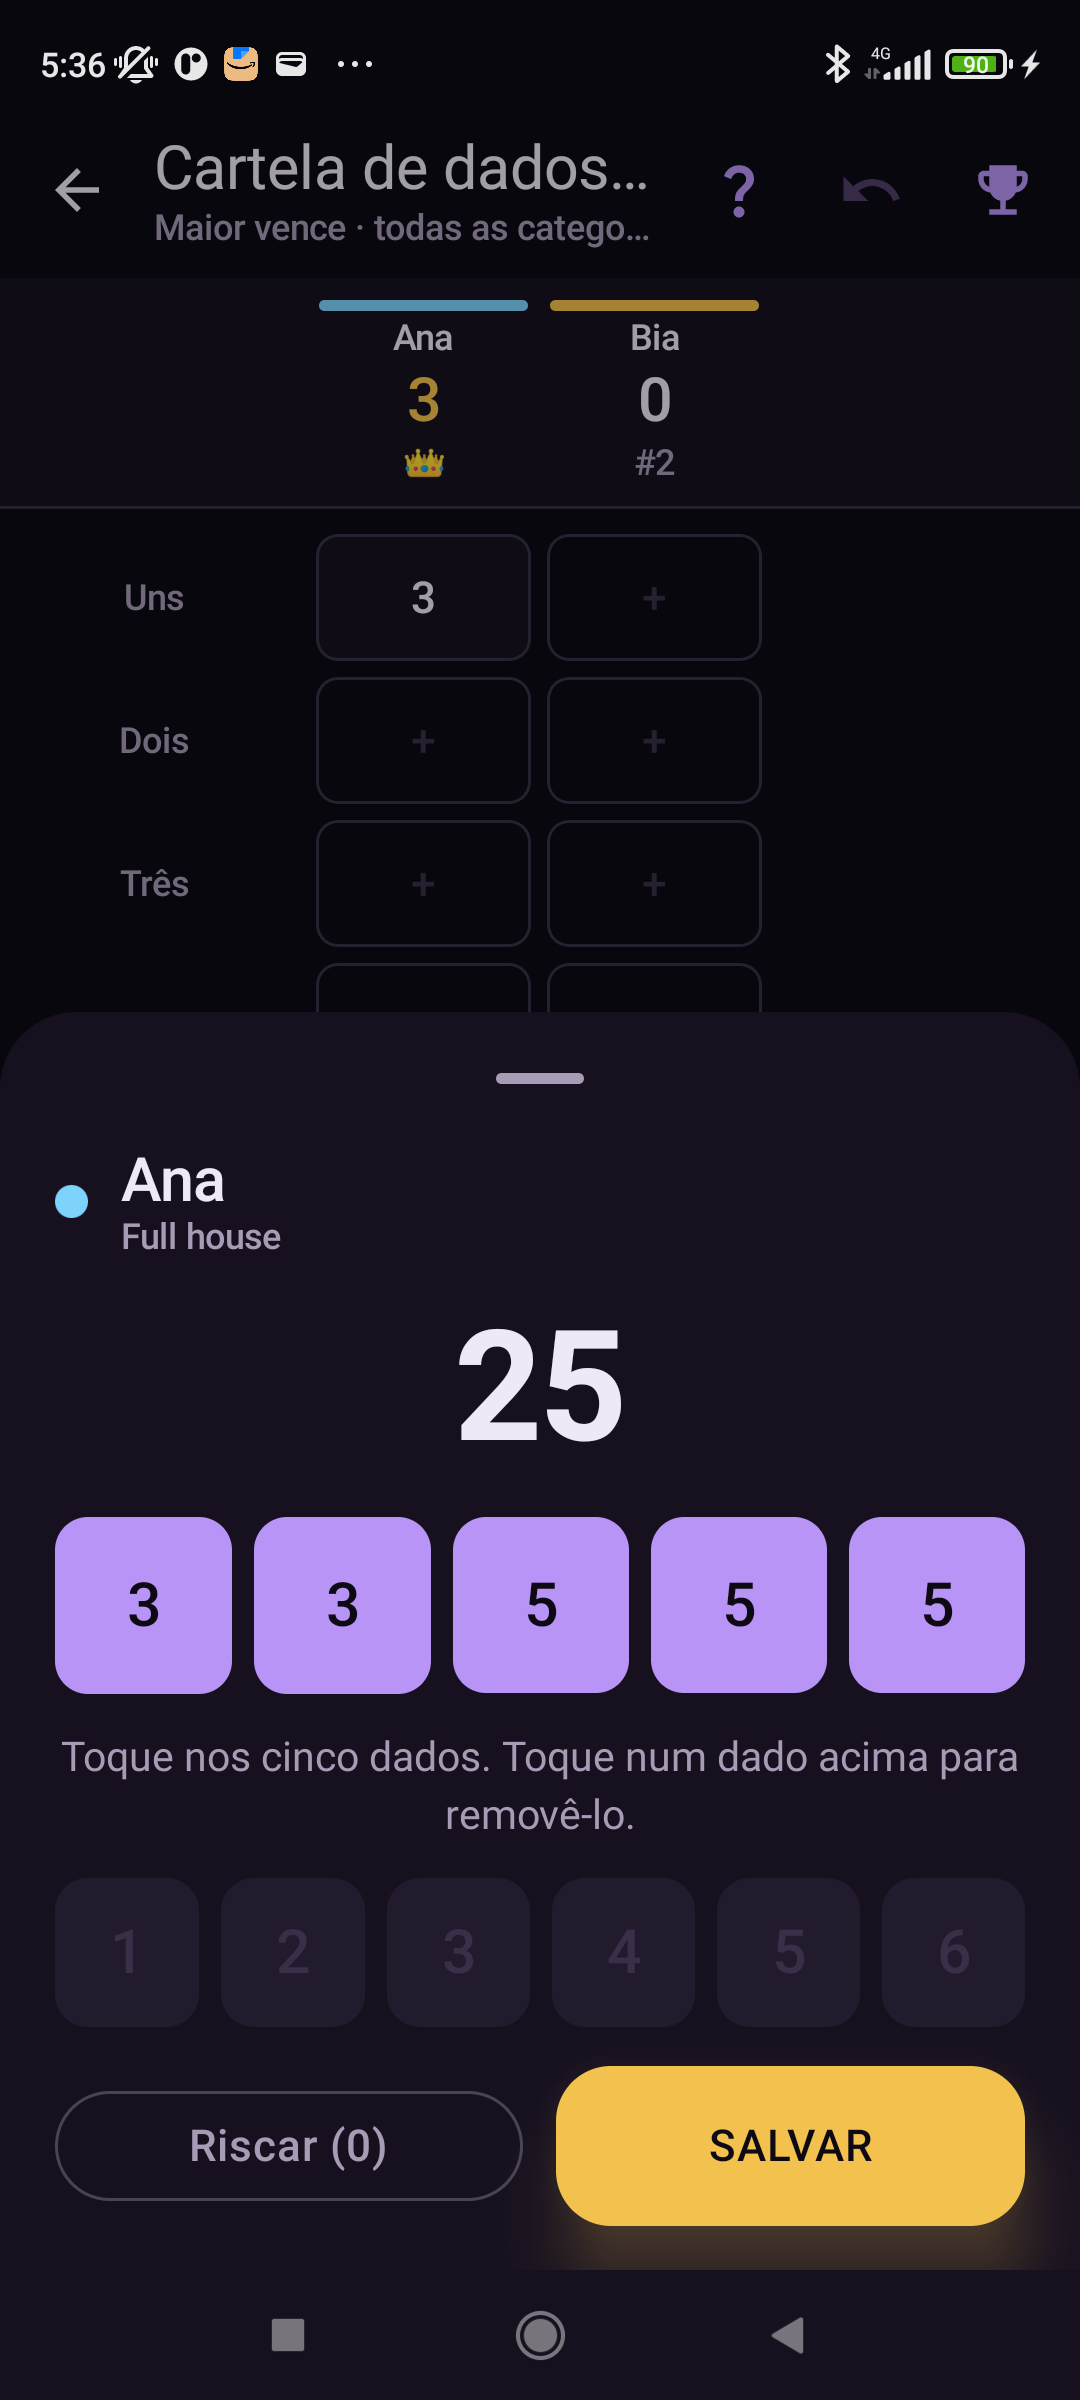 5:36
4G
90
Cartela de dados...
Maior vence · todas as catego...
Ana
Bia
3
0
#2
Uns
3
+
Dois
+
+
Três
+
+
Ana
Full house
25
3 3 5 5 5
Toque nos cinco dados. Toque num dado acima para
removê-lo.
1 2 3 4 5 6
Riscar (0)
SALVAR